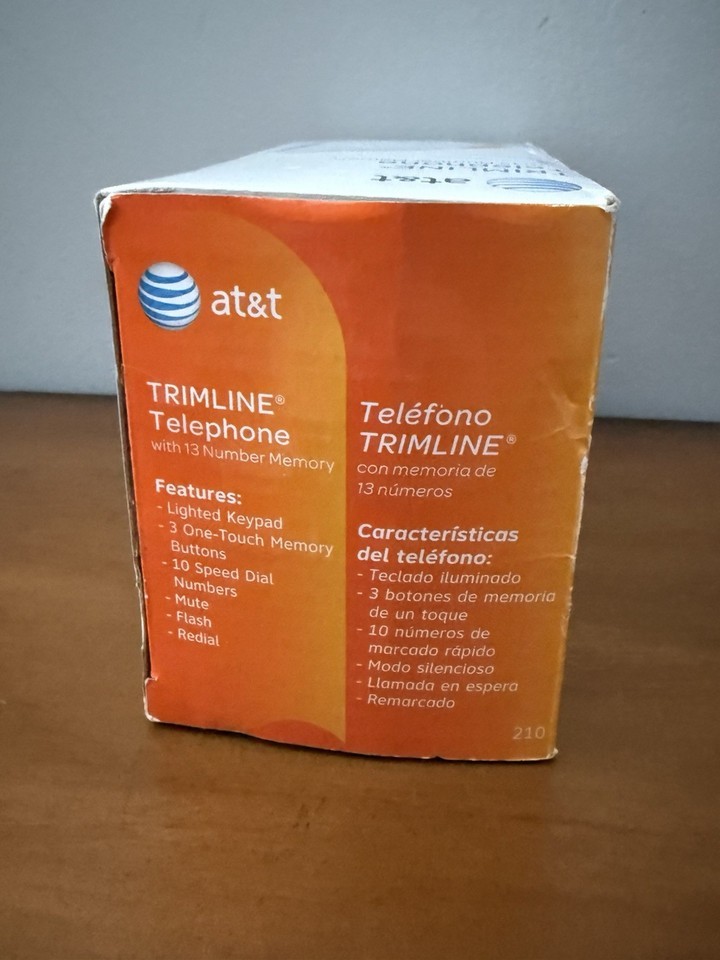 at&t
TRIMLINE
at&t
TRIMLINE®
Telephone
with 13 Number Memory
Features:
- Lighted Keypad
- 3 One-Touch Memory
Buttons
- 10 Speed Dial
Numbers
- Mute
- Flash
- Redial
Teléfono
TRIMLINE®
con memoria de
13 números
Características
del teléfono:
- Teclado iluminado
- 3 botones de memoria
de un toque
- 10 números de
marcado rápido
- Modo silencioso
- Llamada en espera
- Remarcado
210